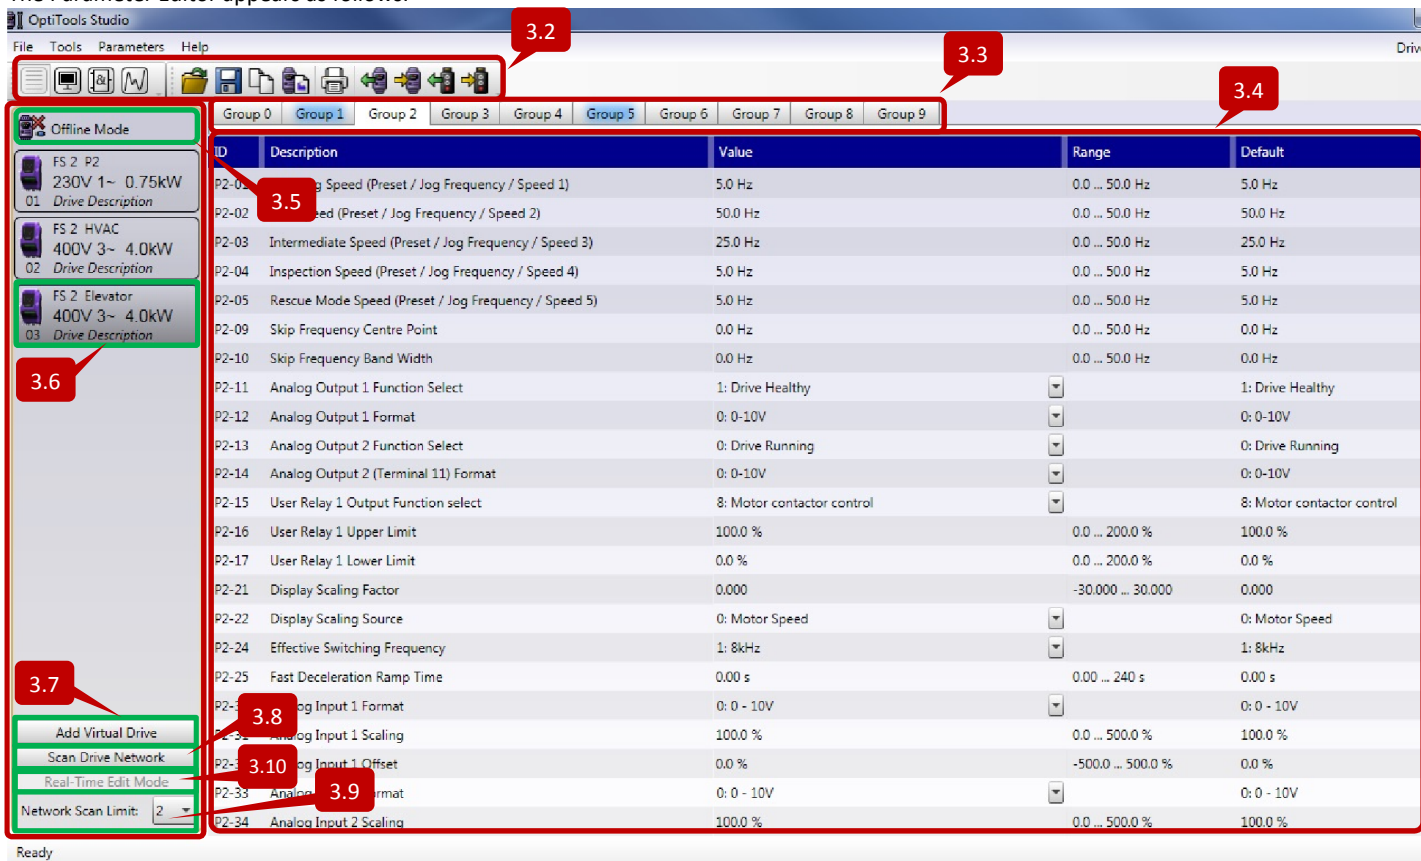 The Parameter Editor appears as follows:
OptiTools Studio
File Tools Parameters Help
3.2
3.3
3.4
Group 0 Group 1 Group 2 Group 3 Group 4 Group 5 Group 6 Group 7 Group 8 Group 9
Offline Mode
FS 2 P2
230V 1~ 0.75kW
01 Drive Description
FS 2 HVAC
400V 3~ 4.0kW
02 Drive Description
FS 2 Elevator
400V 3~ 4.0kW
03 Drive Description
3.5
3.6
ID Description Value Range Default
Speed (Preset / Jog Frequency / Speed 1) 5.0 Hz 0.0 ... 50.0 Hz 5.0 Hz
P2-02 (Preset / Jog Frequency / Speed 2) 50.0 Hz 0.0 ... 50.0 Hz 50.0 Hz
P2-03 Intermediate Speed (Preset / Jog Frequency / Speed 3) 25.0 Hz 0.0 ... 50.0 Hz 25.0 Hz
P2-04 Inspection Speed (Preset / Jog Frequency / Speed 4) 5.0 Hz 0.0 ... 50.0 Hz 5.0 Hz
P2-05 Rescue Mode Speed (Preset / Jog Frequency / Speed 5) 5.0 Hz 0.0 ... 50.0 Hz 5.0 Hz
P2-09 Skip Frequency Centre Point 0.0 Hz 0.0 ... 50.0 Hz 0.0 Hz
P2-10 Skip Frequency Band Width 0.0 Hz 0.0 ... 50.0 Hz 0.0 Hz
P2-11 Analog Output 1 Function Select 1: Drive Healthy 1: Drive Healthy
P2-12 Analog Output 1 Format 0: 0-10V 0: 0-10V
P2-13 Analog Output 2 Function Select 0: Drive Running 0: Drive Running
P2-14 Analog Output 2 (Terminal 11) Format 0: 0-10V 0: 0-10V
P2-15 User Relay 1 Output Function select 8: Motor contactor control 8: Motor contactor control
P2-16 User Relay 1 Upper Limit 100.0 % 0.0 ... 200.0 % 100.0 %
P2-17 User Relay 1 Lower Limit 0.0 % 0.0 ... 200.0 % 0.0 %
P2-21 Display Scaling Factor 0.000 -30.000 ... 30.000 0.000
P2-22 Display Scaling Source 0: Motor Speed 0: Motor Speed
P2-24 Effective Switching Frequency 1: 8kHz 1: 8kHz
P2-25 Fast Deceleration Ramp Time 0.00 s 0.00 ... 240 s 0.00 s
Input 1 Format 0: 0 - 10V 0: 0 - 10V
Input 1 Scaling 100.0 % 0.0 ... 500.0 % 100.0 %
Input 1 Offset 0.0 % -500.0 ... 500.0 % 0.0 %
P2-33 0: 0 - 10V 0: 0 - 10V
P2-34 Analog Input 2 Scaling 100.0 % 0.0 ... 500.0 % 100.0 %
3.7
3.8
3.10
3.9
Add Virtual Drive
Scan Drive Network
Real-Time Edit Mode
Network Scan Limit: 2
Ready